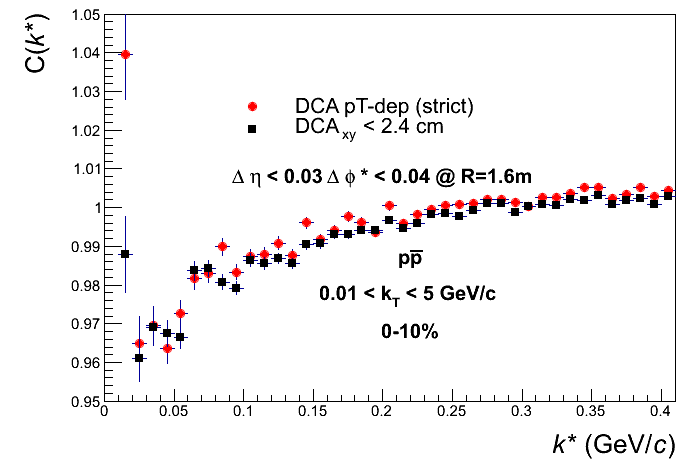 C(k*)
1.05
1.04
1.03
1.02
1.01
1
0.99
0.98
0.97
0.96
0.95
DCA pT-dep (strict)
DCAxy < 2.4 cm
Δ η < 0.03 Δ ϕ * < 0.04 @ R=1.6m
pp̅
0.01 < kT < 5 GeV/c
0-10%
0 0.05 0.1 0.15 0.2 0.25 0.3 0.35 0.4
k* (GeV/c)